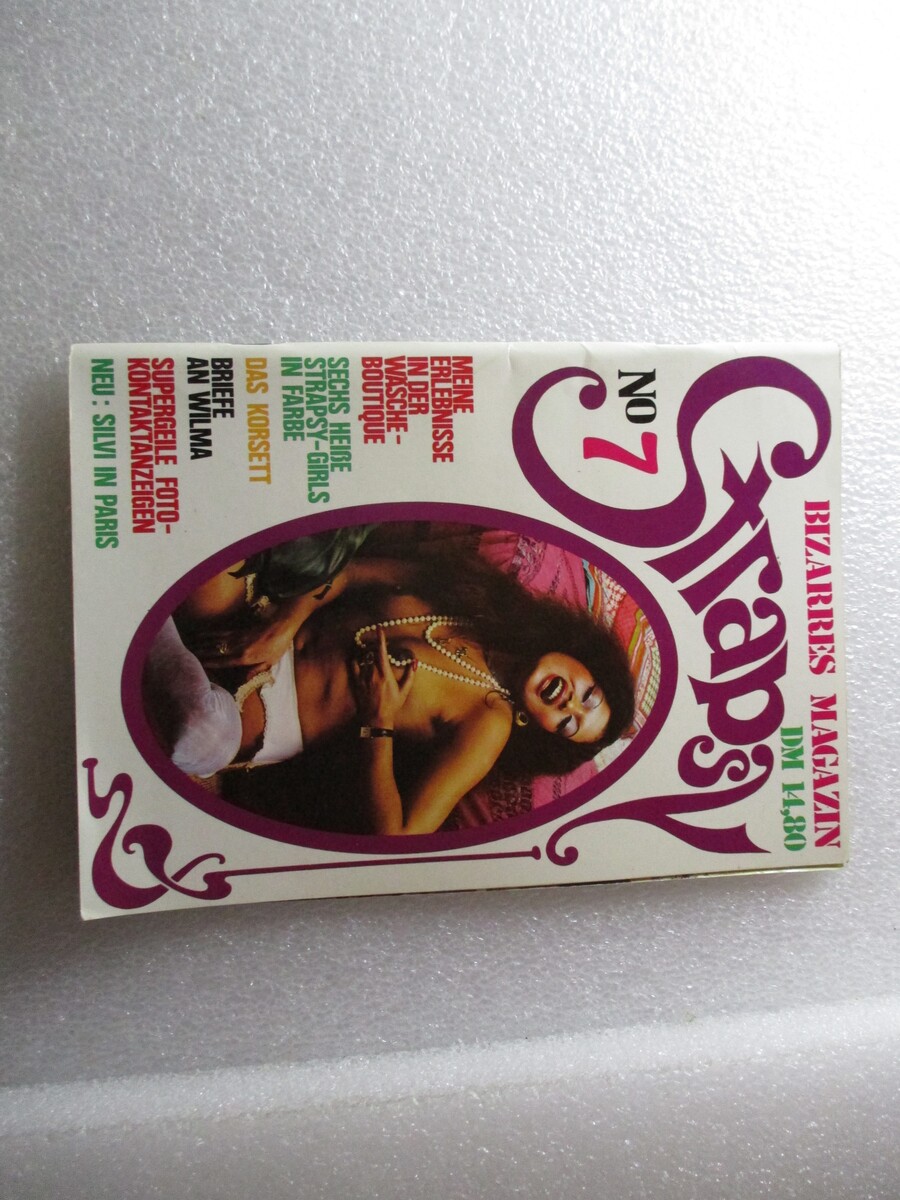 BIZARRES MAGAZIN
DM 14,80
Strapsy
NO 7
MEINE
ERLEBNISSE
IN DER
WÄSCHE-
BOUTIQUE
SECHS HEIßE
STRAPSY-GIRLS
IN FARBE
DAS KORSETT
BRIEFE
AN WILMA
SUPERGEILE FOTO-
KONTAKTANZEIGEN
NEU: SILVI IN PARIS